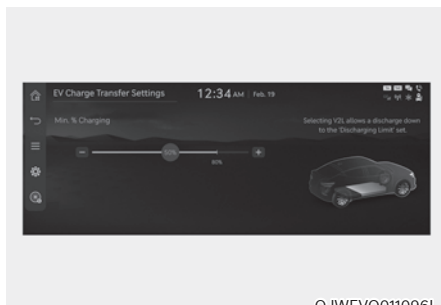 EV Charge Transfer Settings
12:34 AM Feb. 19
Min. % Charging
Selecting V2L allows a discharge down
to the 'Discharging Limit' set.
50%
80%